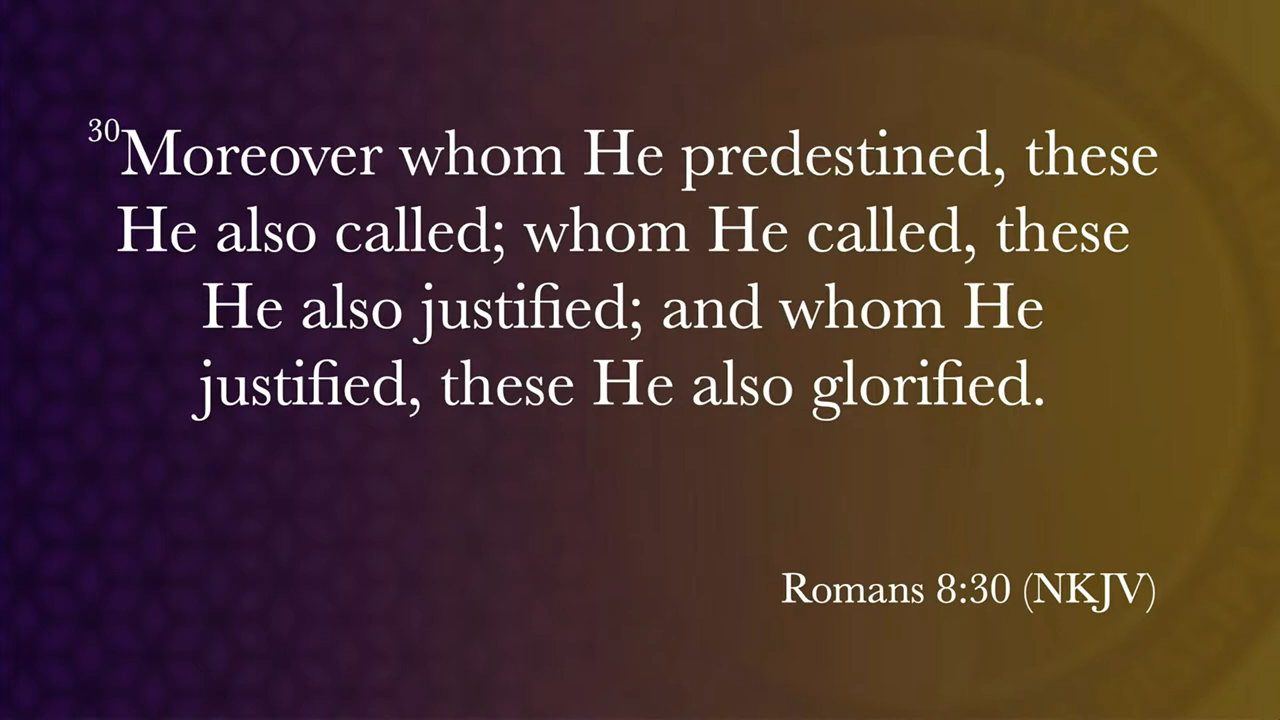 30Moreover whom He predestined, these
He also called; whom He called, these
He also justified; and whom He
justified, these He also glorified.
Romans 8:30 (NKJV)